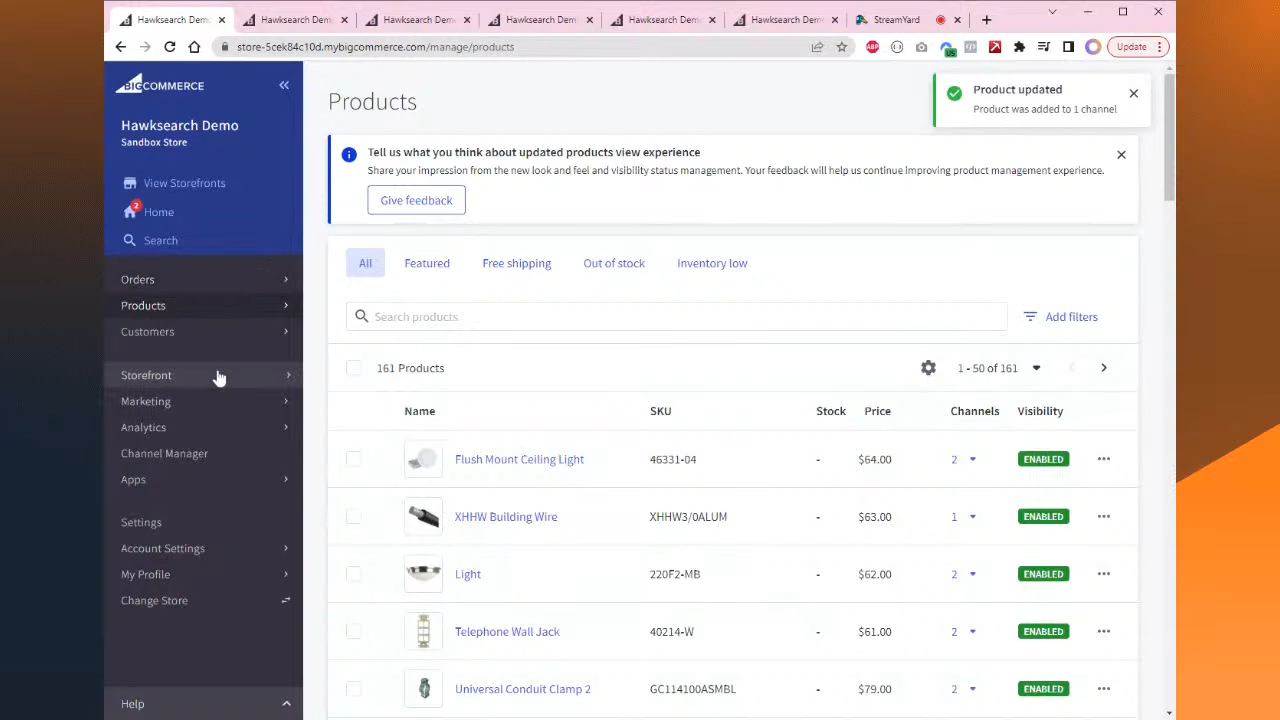 Hawksearch Demo
Hawksearch Demo
Hawksearch Demo
Hawksearch Demo
Hawksearch Demo
Hawksearch Demo
StreamYard
store-5cek84c10d.mybigcommerce.com/manage/products
ABP
US
Update
BIGCOMMERCE
Hawksearch Demo
Sandbox Store
View Storefronts
2
Home
Search
Orders
Products
Customers
Storefront
Marketing
Analytics
Channel Manager
Apps
Settings
Account Settings
My Profile
Change Store
Help
Products
Product updated
Product was added to 1 channel
Tell us what you think about updated products view experience
Share your impression from the new look and feel and visibility status management. Your feedback will help us continue improving product management experience.
Give feedback
All Featured Free shipping Out of stock Inventory low
Search products
Add filters
161 Products
1 - 50 of 161
Name SKU Stock Price Channels Visibility
Flush Mount Ceiling Light 46331-04 - $64.00 2 ENABLED
XHHW Building Wire XHHW3/0ALUM - $63.00 1 ENABLED
Light 220F2-MB - $62.00 2 ENABLED
Telephone Wall Jack 40214-W - $61.00 2 ENABLED
Universal Conduit Clamp 2 GC114100ASMBL - $79.00 2 ENABLED